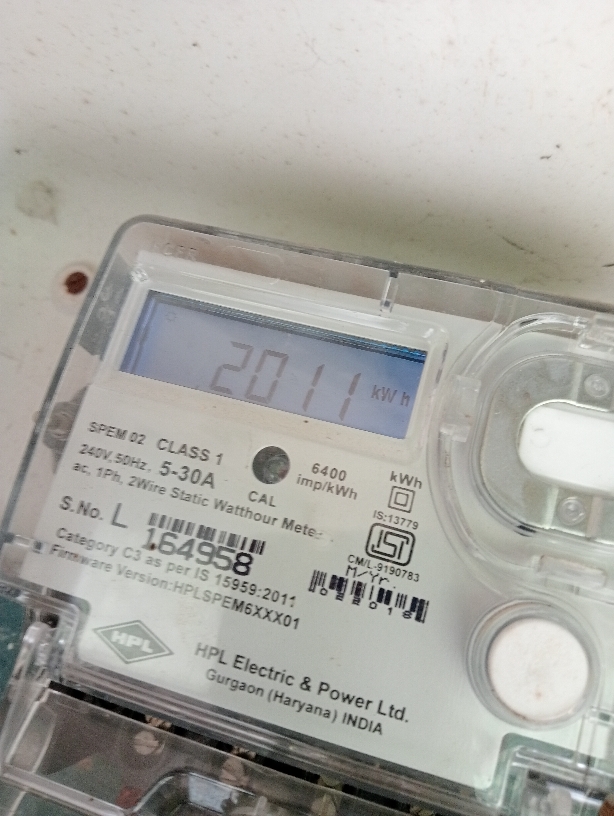 2011 kWh
SPEM 02 CLASS 1
240V,50Hz, 5-30A
ac, 1Ph, 2Wire Static Watthour Meter
CAL
6400
imp/kWh
kWh
IS:13779
ISI
CM/L-9190783
M/Yr.
S.No. L 164958
Category C3 as per IS 15959:2011
Firmware Version:HPLSPEM6XXX01
HPL
HPL Electric & Power Ltd.
Gurgaon (Haryana) INDIA